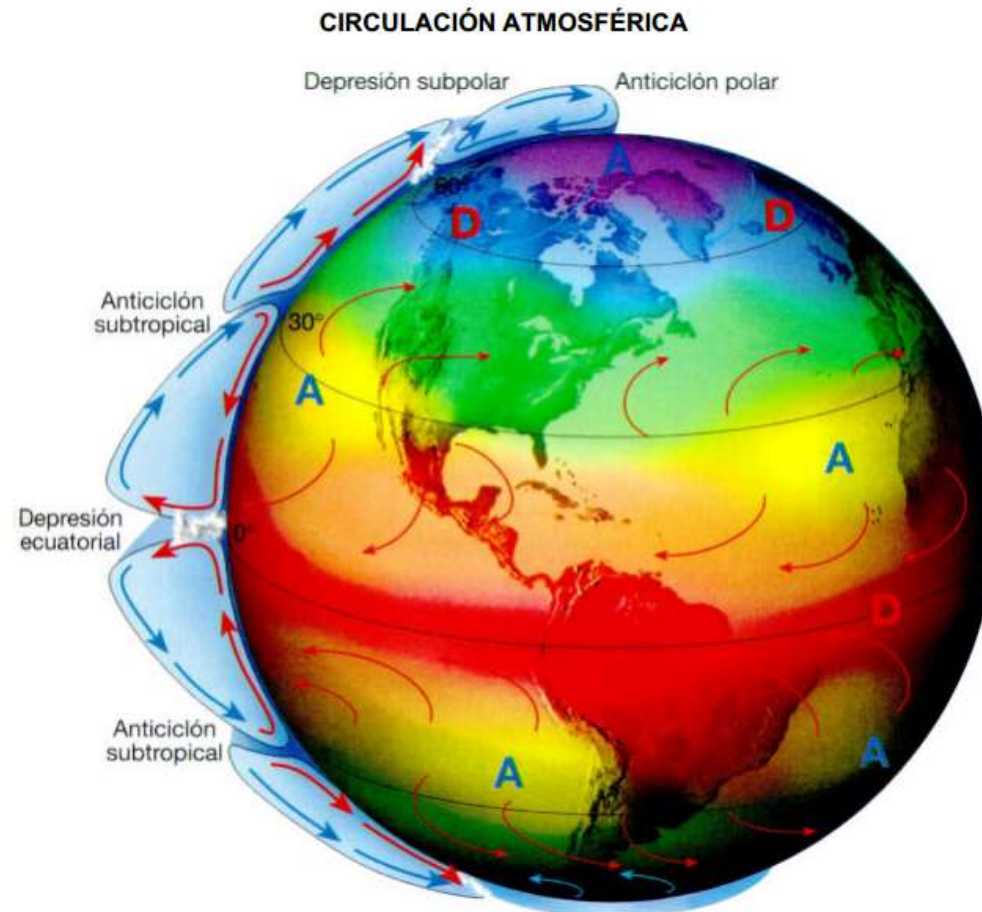 CIRCULACIÓN ATMOSFÉRICA
Depresión subpolar
Anticiclón polar
A
60°
D
D
Anticiclón
subtropical
30°
A
A
Depresión
ecuatorial
0°
D
Anticiclón
subtropical
A
A